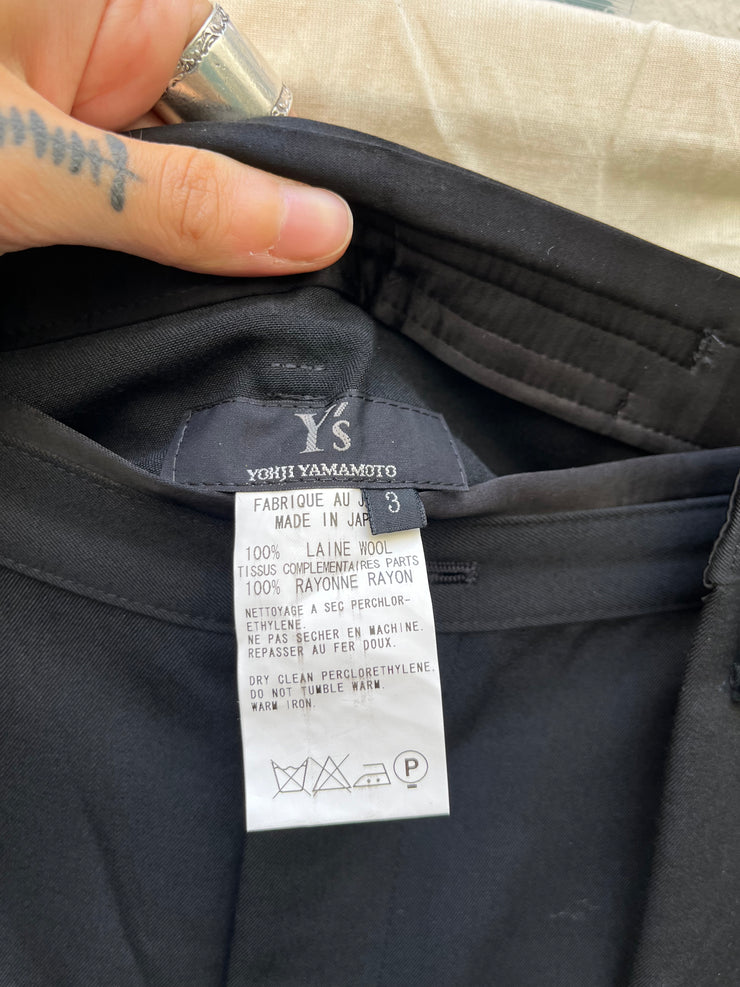 Y's
YOHJI YAMAMOTO
3
FABRIQUE AU
MADE IN
100% LAINE WOOL
TISSUS COMPLEMENTAIRES PARTS
100% RAYONNE RAYON
NETTOYAGE A SEC PERCHLOR-
ETHYLENE.
NE PAS SECHER EN MACHINE.
REPASSER AU FER DOUX.
DRY CLEAN PERCLORETHYLENE.
DO NOT TUMBLE WARM.
WARM IRON.
P